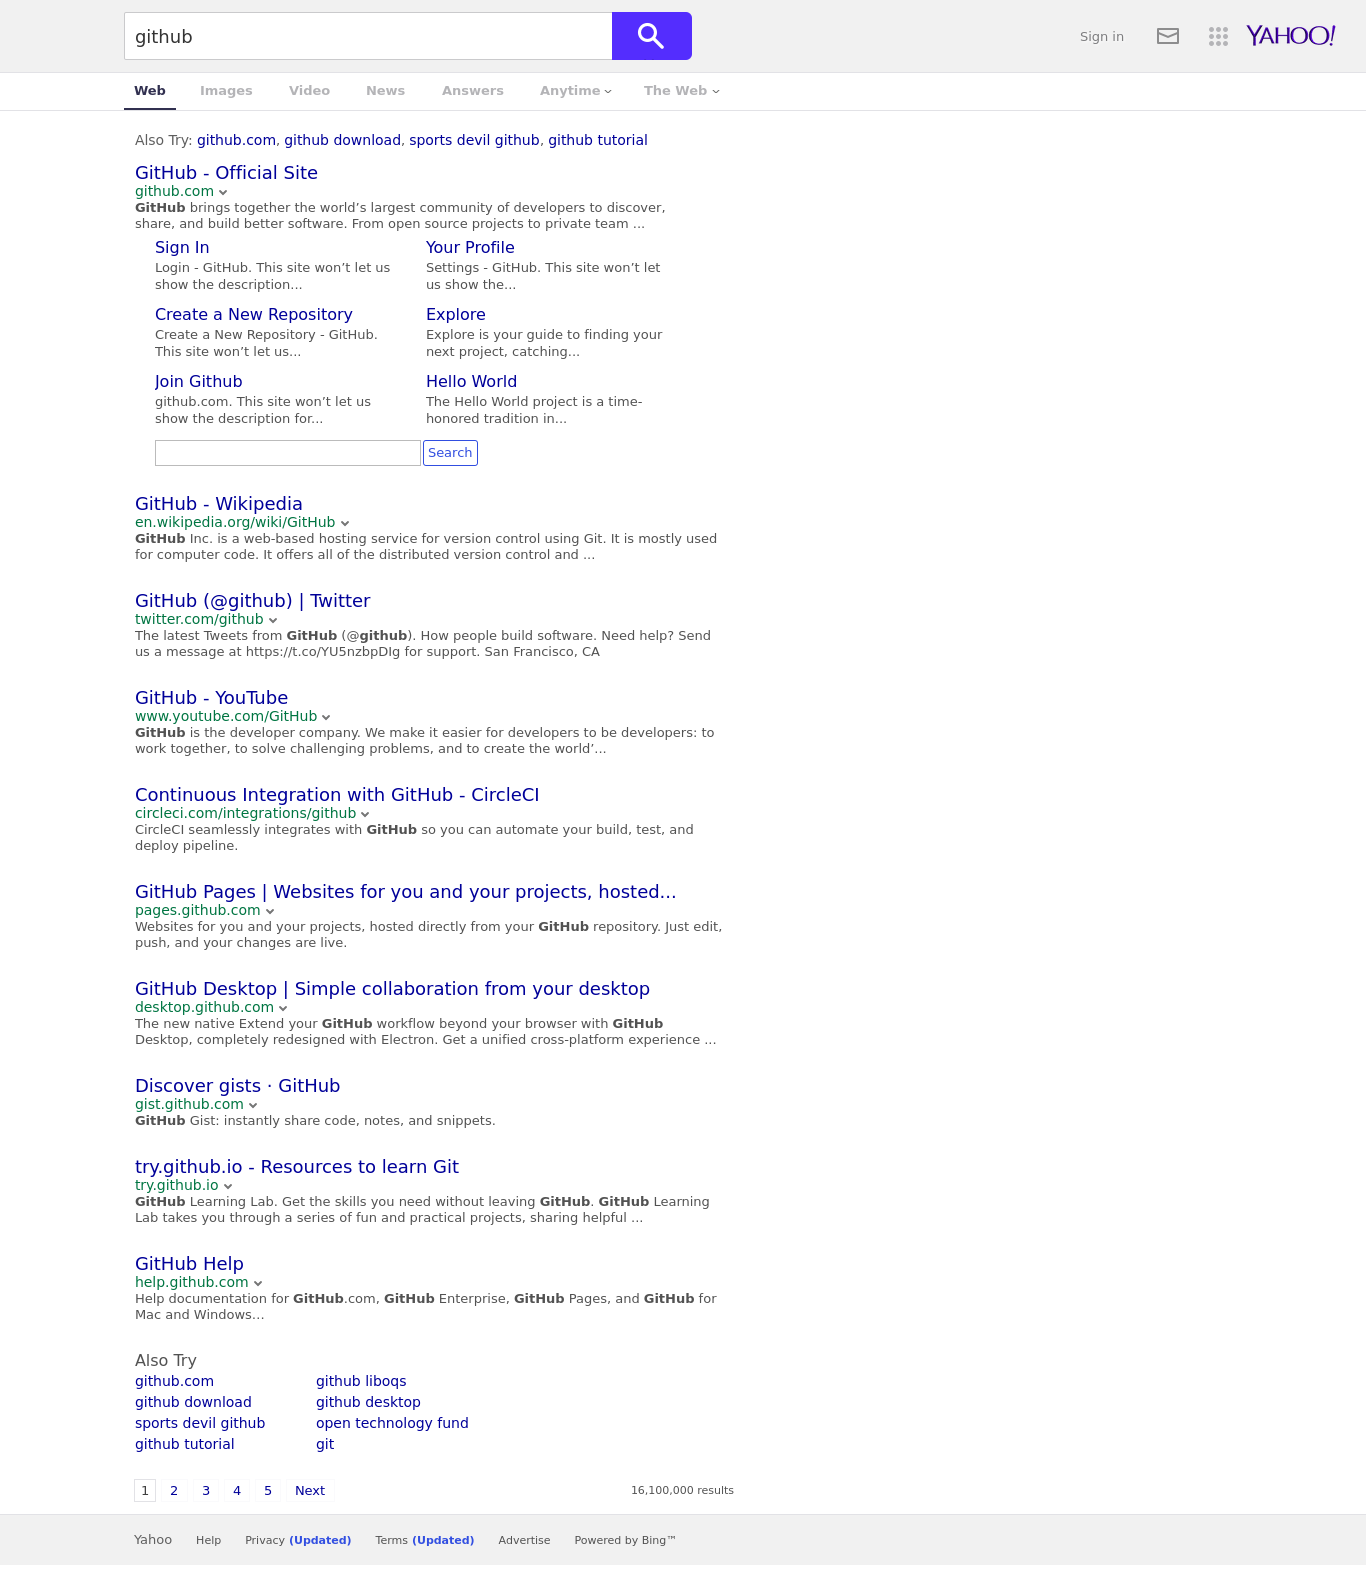 github
Sign in
YAHOO!
Web Images Video News Answers Anytime The Web
Also Try: github.com, github download, sports devil github, github tutorial
GitHub - Official Site
github.com
GitHub brings together the world’s largest community of developers to discover,
share, and build better software. From open source projects to private team ...
Sign In
Login - GitHub. This site won’t let us
show the description...
Your Profile
Settings - GitHub. This site won’t let
us show the...
Create a New Repository
Create a New Repository - GitHub.
This site won’t let us...
Explore
Explore is your guide to finding your
next project, catching...
Join Github
github.com. This site won’t let us
show the description for...
Hello World
The Hello World project is a time-
honored tradition in...
Search
GitHub - Wikipedia
en.wikipedia.org/wiki/GitHub
GitHub Inc. is a web-based hosting service for version control using Git. It is mostly used
for computer code. It offers all of the distributed version control and ...
GitHub (@github) | Twitter
twitter.com/github
The latest Tweets from GitHub (@github). How people build software. Need help? Send
us a message at https://t.co/YU5nzbpDIg for support. San Francisco, CA
GitHub - YouTube
www.youtube.com/GitHub
GitHub is the developer company. We make it easier for developers to be developers: to
work together, to solve challenging problems, and to create the world’...
Continuous Integration with GitHub - CircleCI
circleci.com/integrations/github
CircleCI seamlessly integrates with GitHub so you can automate your build, test, and
deploy pipeline.
GitHub Pages | Websites for you and your projects, hosted...
pages.github.com
Websites for you and your projects, hosted directly from your GitHub repository. Just edit,
push, and your changes are live.
GitHub Desktop | Simple collaboration from your desktop
desktop.github.com
The new native Extend your GitHub workflow beyond your browser with GitHub
Desktop, completely redesigned with Electron. Get a unified cross-platform experience ...
Discover gists · GitHub
gist.github.com
GitHub Gist: instantly share code, notes, and snippets.
try.github.io - Resources to learn Git
try.github.io
GitHub Learning Lab. Get the skills you need without leaving GitHub. GitHub Learning
Lab takes you through a series of fun and practical projects, sharing helpful ...
GitHub Help
help.github.com
Help documentation for GitHub.com, GitHub Enterprise, GitHub Pages, and GitHub for
Mac and Windows...
Also Try
github.com
github download
sports devil github
github tutorial
github liboqs
github desktop
open technology fund
git
1 2 3 4 5 Next
16,100,000 results
Yahoo Help Privacy (Updated) Terms (Updated) Advertise Powered by Bing™